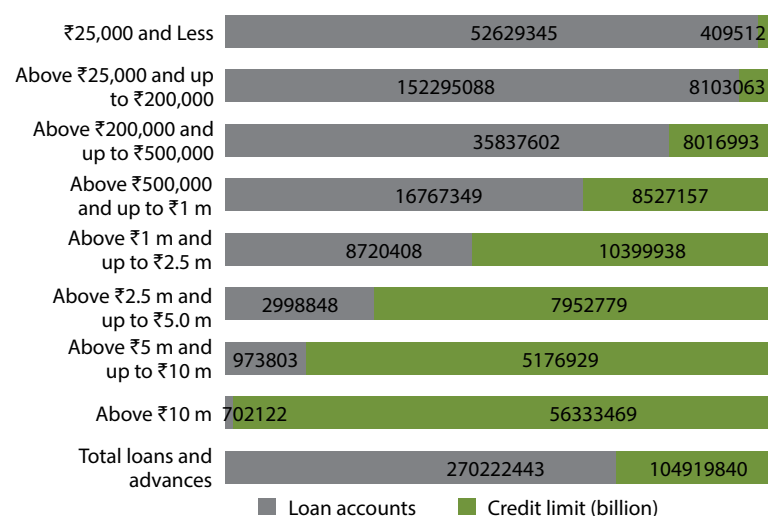 ₹25,000 and Less 52629345 409512
Above ₹25,000 and up
to ₹200,000 152295088 8103063
Above ₹200,000 and
up to ₹500,000 35837602 8016993
Above ₹500,000
and up to ₹1 m 16767349 8527157
Above ₹1 m and
up to ₹2.5 m 8720408 10399938
Above ₹2.5 m and
up to ₹5.0 m 2998848 7952779
Above ₹5 m and
up to ₹10 m 973803 5176929
Above ₹10 m 702122 56333469
Total loans and
advances 270222443 104919840
Loan accounts Credit limit (billion)